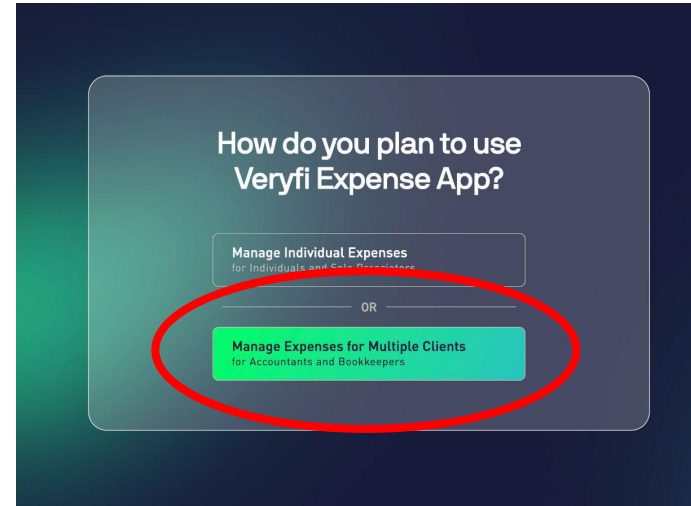 How do you plan to use
Veryfi Expense App?
Manage Individual Expenses
for Individuals and Sole Proprietors
OR
Manage Expenses for Multiple Clients
for Accountants and Bookkeepers